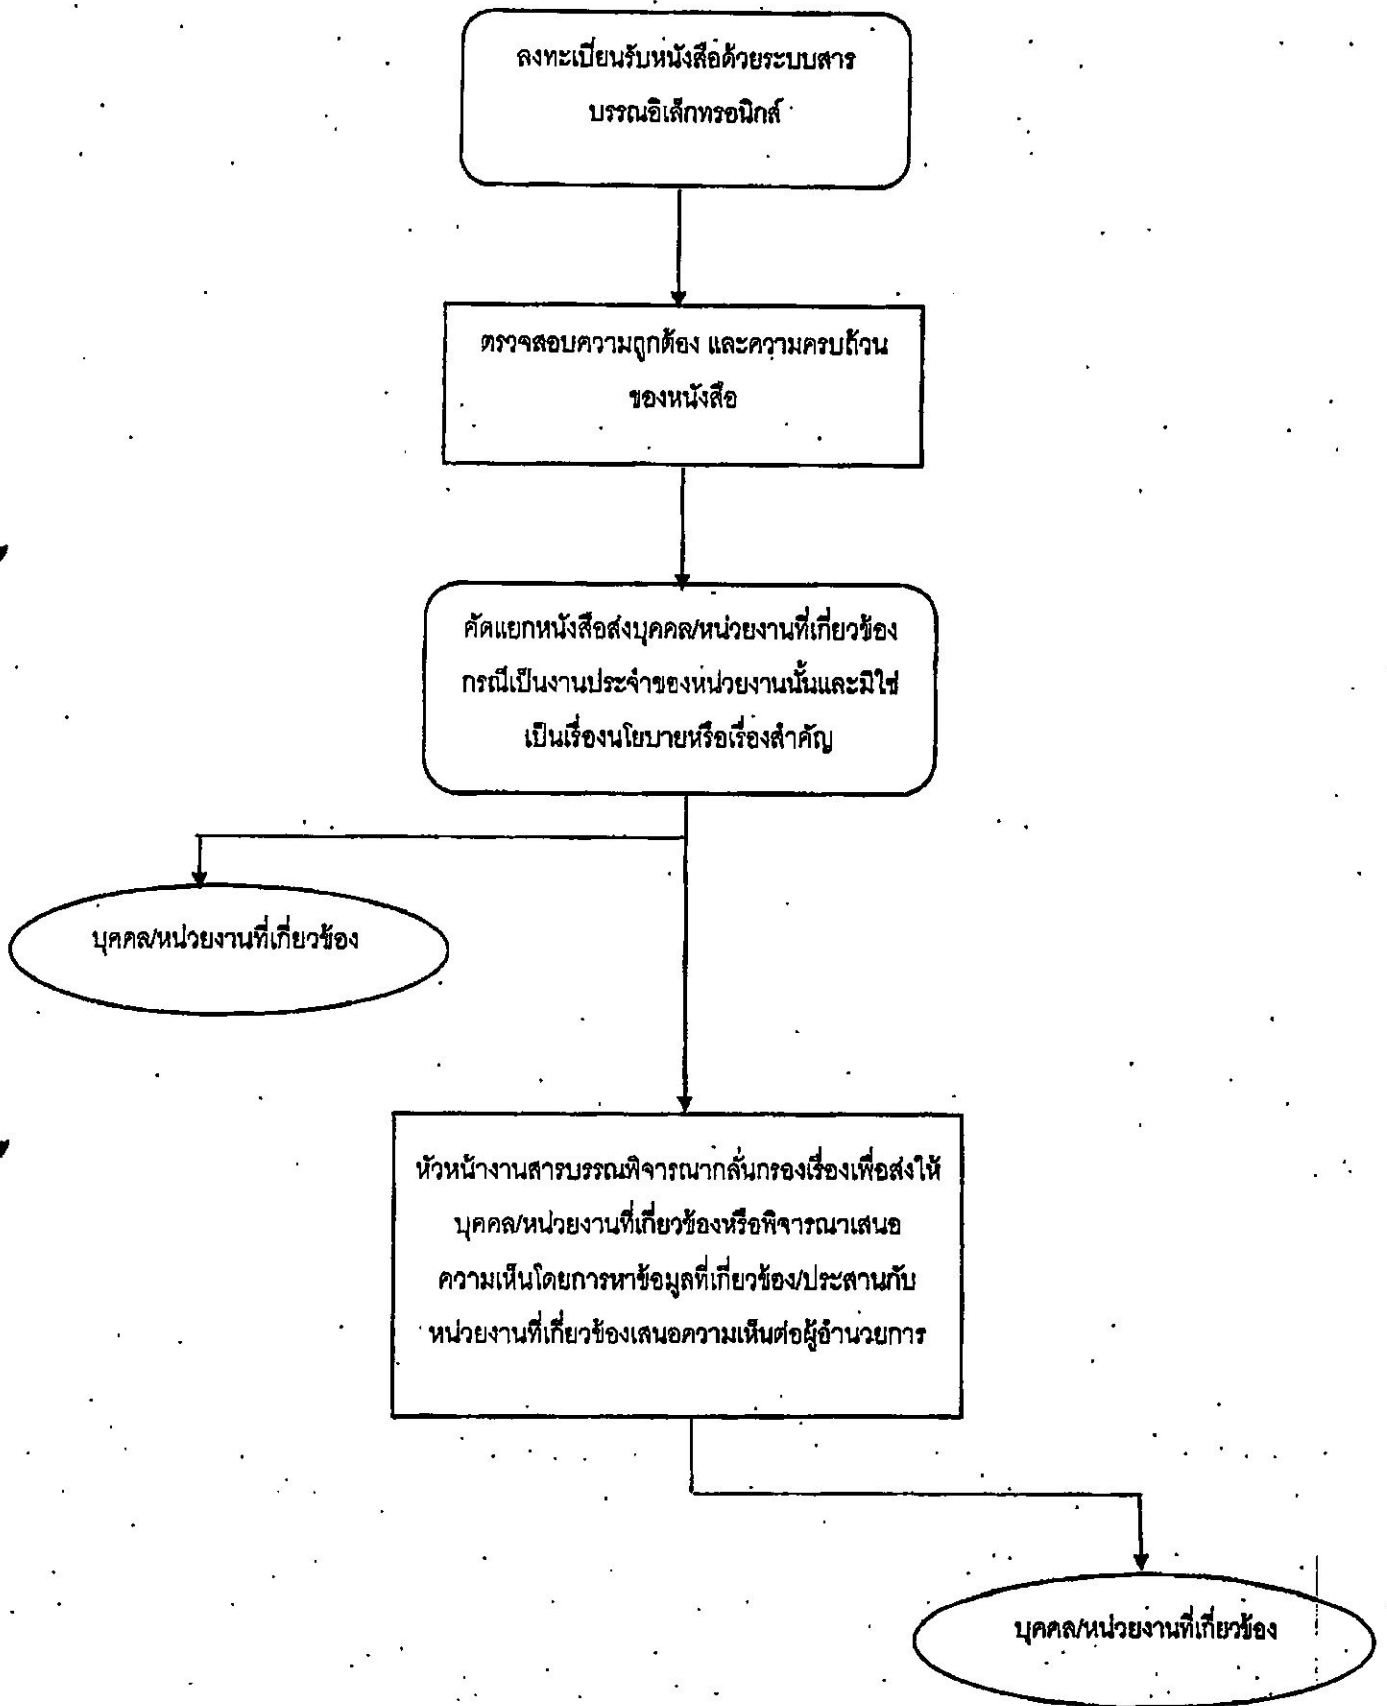 ลงทะเบียนรับหนังสือด้วยระบบสาร
บรรณอิเล็กทรอนิกส์
ตรวจสอบความถูกต้อง และความครบถ้วน
ของหนังสือ
คัดแยกหนังสือส่งบุคคล/หน่วยงานที่เกี่ยวข้อง
กรณีเป็นงานประจำของหน่วยงานนั้นและมิใช่
เป็นเรื่องนโยบายหรือเรื่องสำคัญ
บุคคล/หน่วยงานที่เกี่ยวข้อง
หัวหน้างานสารบรรณพิจารณากลั่นกรองเรื่องเพื่อส่งให้
บุคคล/หน่วยงานที่เกี่ยวข้องหรือพิจารณาเสนอ
ความเห็นโดยการหาข้อมูลที่เกี่ยวข้อง/ประสานกับ
หน่วยงานที่เกี่ยวข้องเสนอความเห็นต่อผู้อำนวยการ
บุคคล/หน่วยงานที่เกี่ยวข้อง